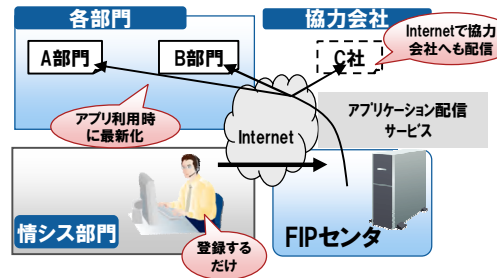 各部門
協力会社
A部門
B部門
C社
Internetで協力
会社へも配信
アプリ利用時
に最新化
Internet
アプリケーション配信
サービス
情シス部門
登録する
だけ
FIPセンタ